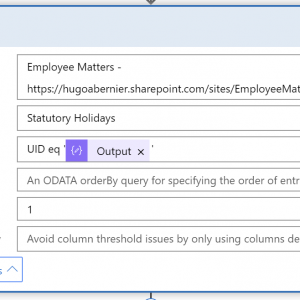 Employee Matters -
https://hugoabernier.sharepoint.com/sites/EmployeeMat
Statutory Holidays
UID eq ' Output × '
An ODATA orderBy query for specifying the order of entr
1
Avoid column threshold issues by only using columns de
s